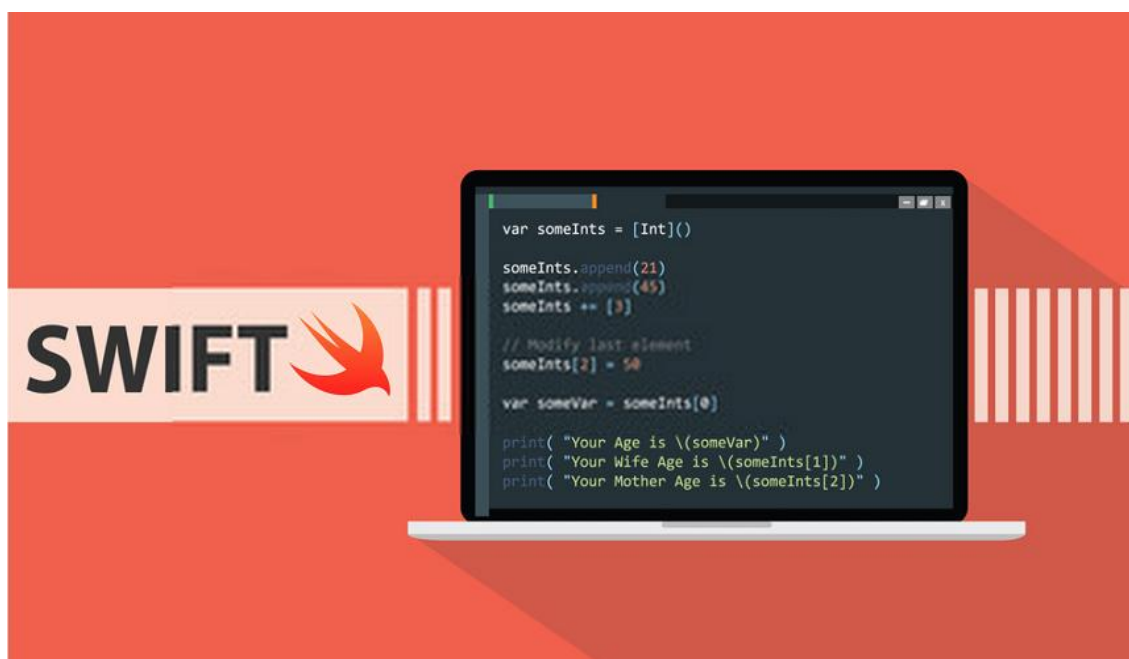 SWIFT
var someInts = [Int]()
someInts.append(21)
someInts.append(45)
someInts += [3]
// Modify last element
someInts[2] = 50
var someVar = someInts[0]
print( "Your Age is \(someVar)" )
print( "Your Wife Age is \(someInts[1])" )
print( "Your Mother Age is \(someInts[2])" )